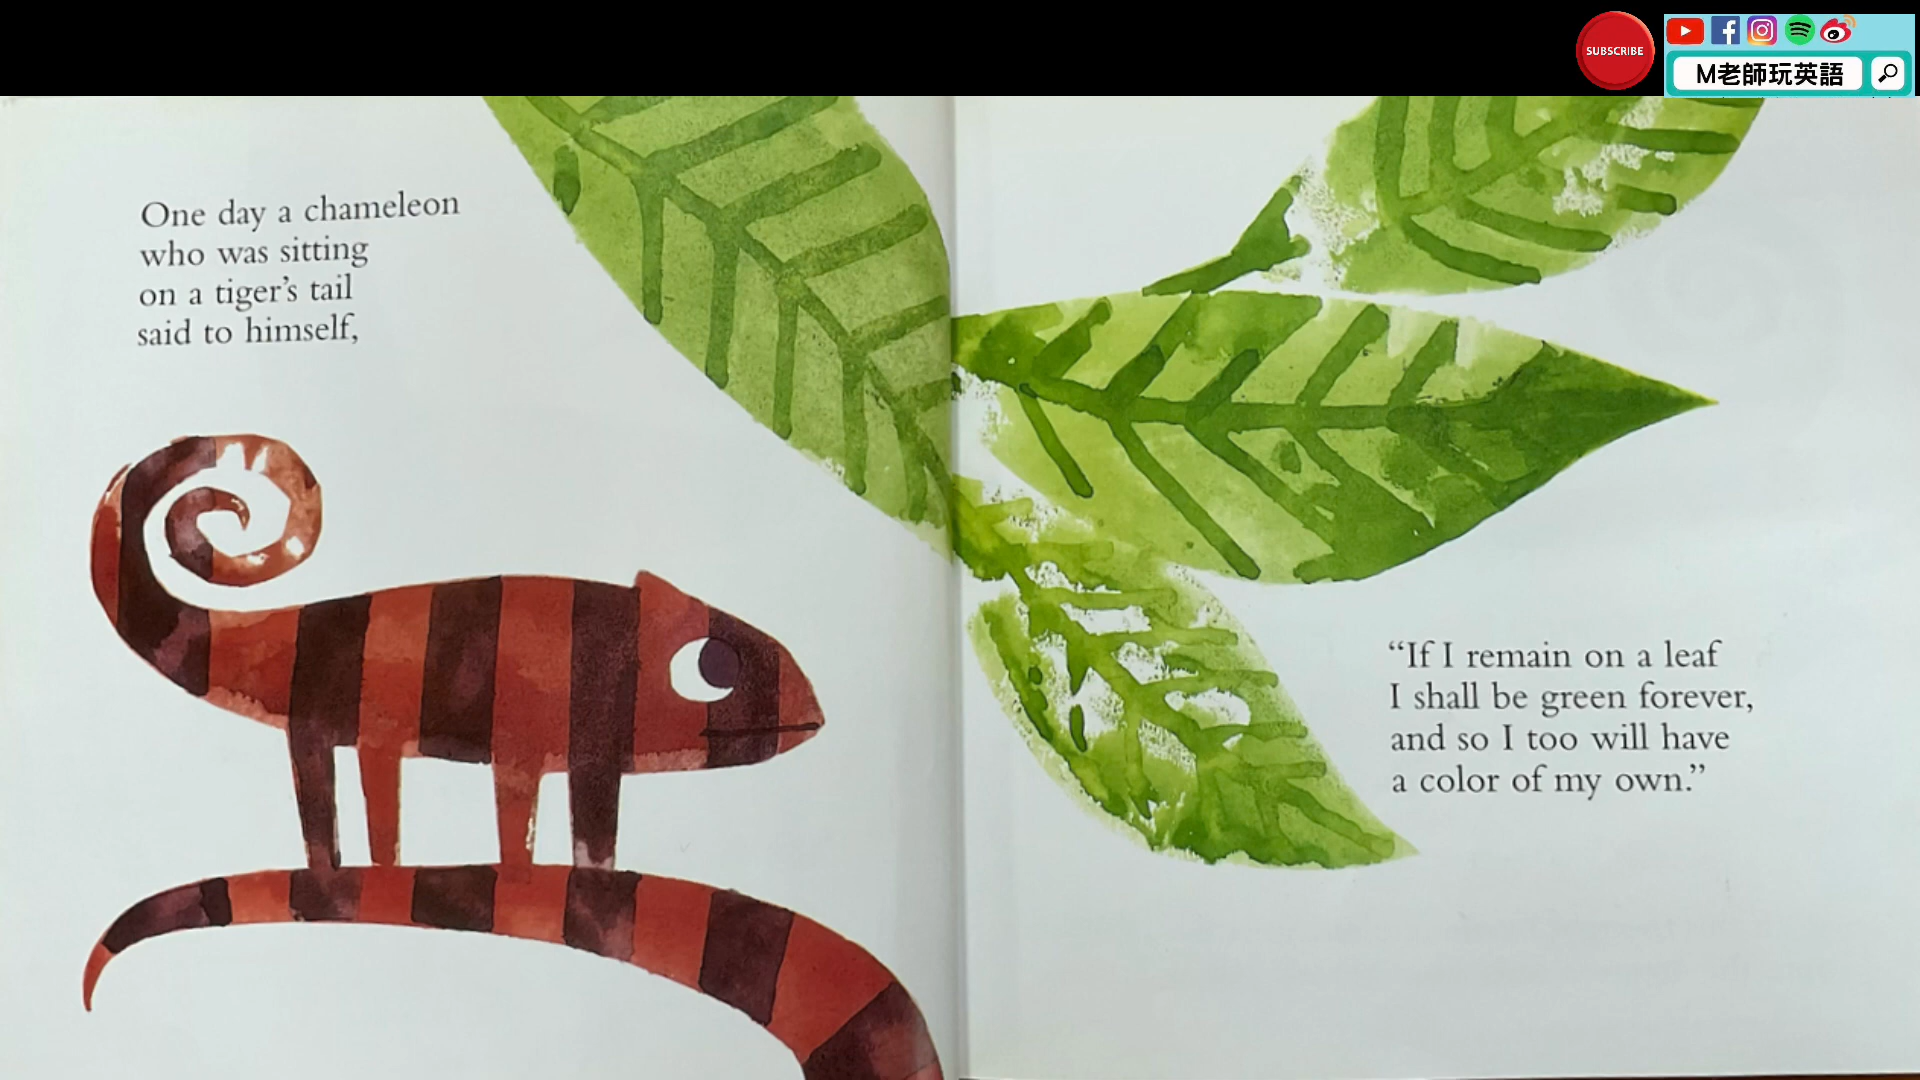 SUBSCRIBE
M老師玩英語
One day a chameleon
who was sitting
on a tiger's tail
said to himself,
“If I remain on a leaf
I shall be green forever,
and so I too will have
a color of my own.”